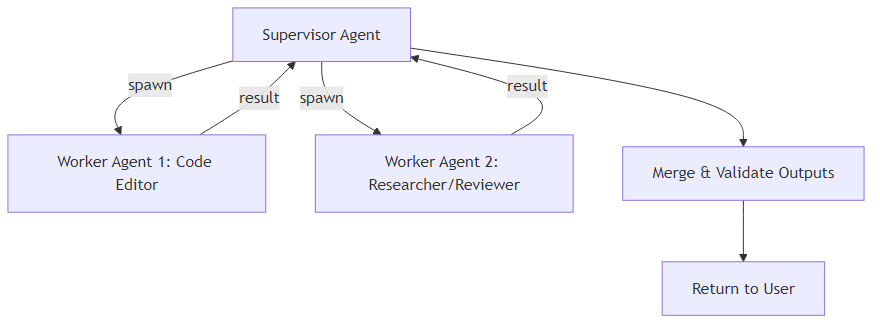 Supervisor Agent
spawn
result
spawn
result
Worker Agent 1: Code
Editor
Worker Agent 2:
Researcher/Reviewer
Merge & Validate Outputs
Return to User